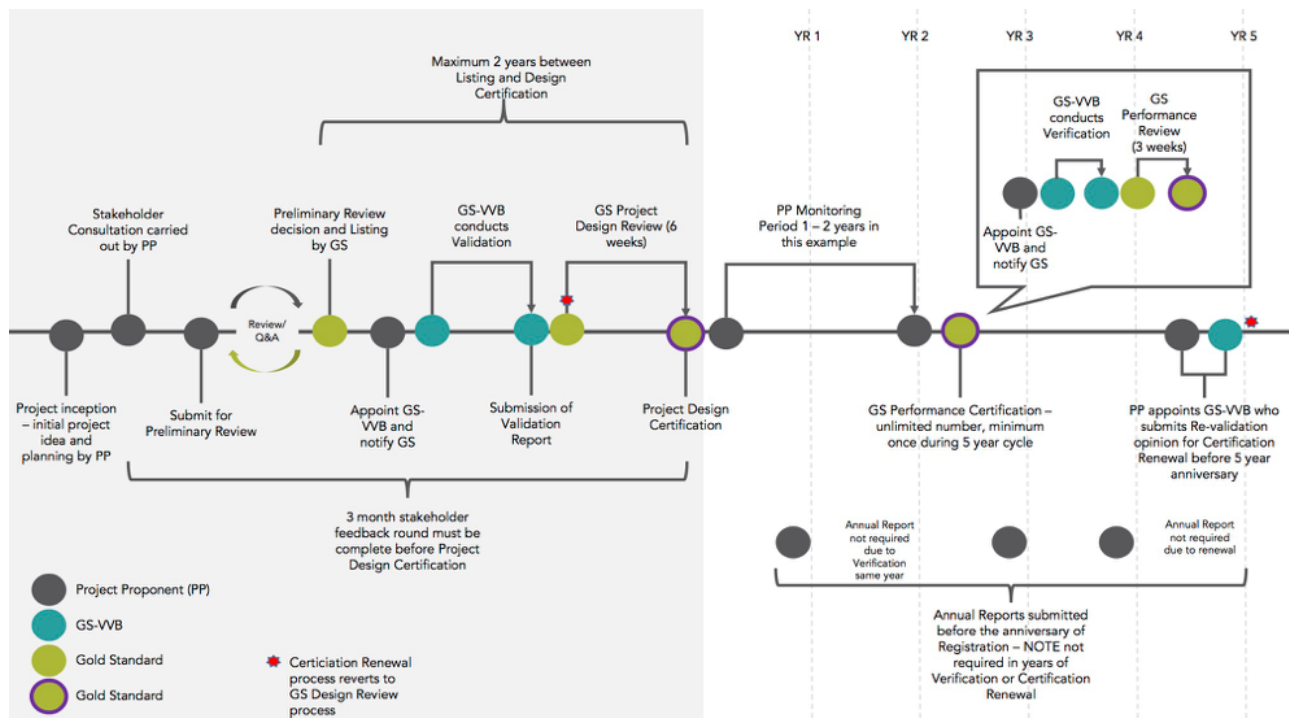 YR 1
YR 2
YR 3
YR 4
YR 5
Maximum 2 years between
Listing and Design
Certification
GS-VVB
conducts
Verification
GS
Performance
Review
(3 weeks)
Appoint GS-
VVB and
notify GS
Stakeholder
Consultation carried
out by PP
Preliminary Review
decision and Listing
by GS
GS-VVB
conducts
Validation
GS Project
Design Review (6
weeks)
PP Monitoring
Period 1 – 2 years in
this example
Review/
Q&A
Project inception
– initial project
idea and
planning by PP
Submit for
Preliminary Review
Appoint GS-
VVB and
notify GS
Submission of
Validation
Report
Project Design
Certification
GS Performance Certification –
unlimited number, minimum
once during 5 year cycle
PP appoints GS-VVB who
submits Re-validation
opinion for Certification
Renewal before 5 year
anniversary
3 month stakeholder
feedback round must be
complete before Project
Design Certification
Annual Report
not required
due to
Verification
same year
Annual Report
not required
due to renewal
Annual Reports submitted
before the anniversary of
Registration – NOTE not
required in years of
Verification or Certification
Renewal
Project Proponent (PP)
GS-VVB
Gold Standard
Gold Standard
Certiciation Renewal
process reverts to
GS Design Review
process